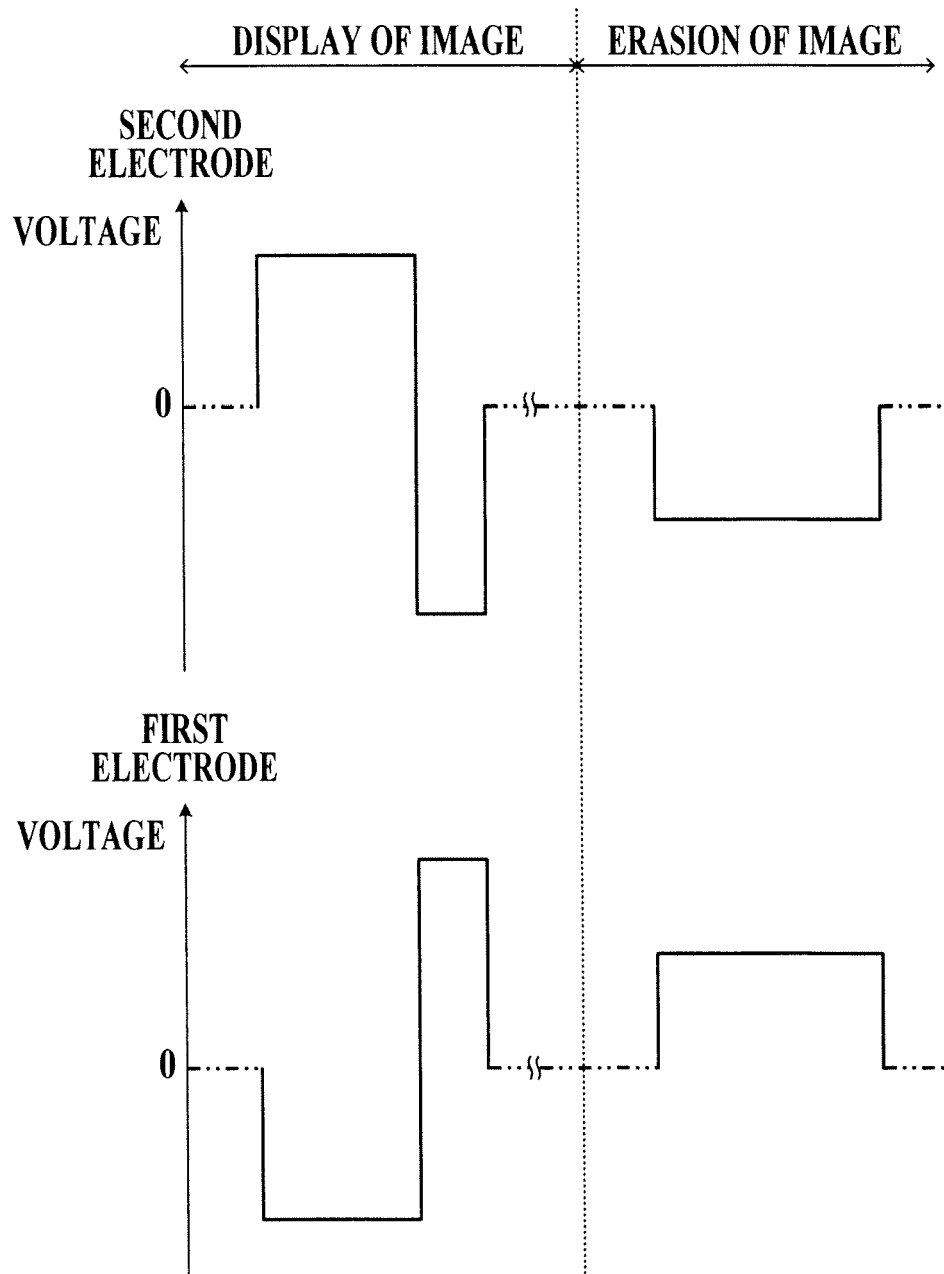 DISPLAY OF IMAGE ERASION OF IMAGE
SECOND
ELECTRODE
VOLTAGE
0
FIRST
ELECTRODE
VOLTAGE
0